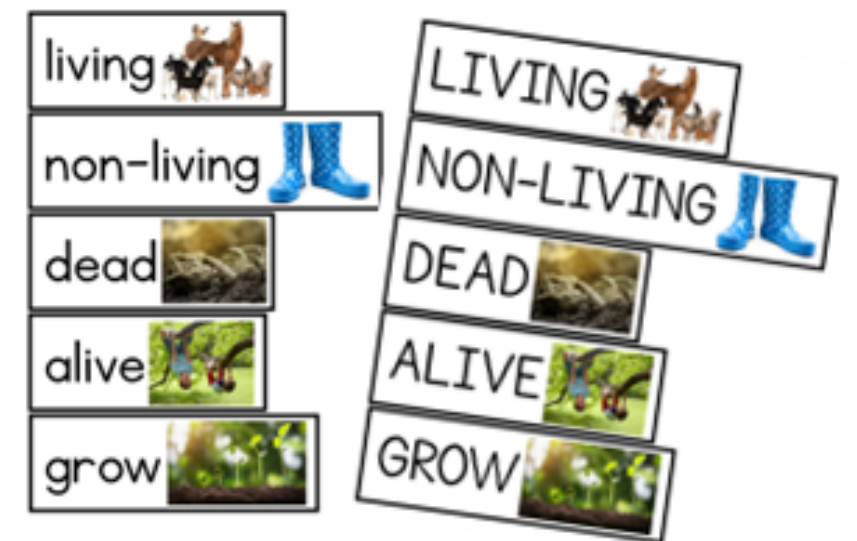 living
non-living
dead
alive
grow
LIVING
NON-LIVING
DEAD
ALIVE
GROW